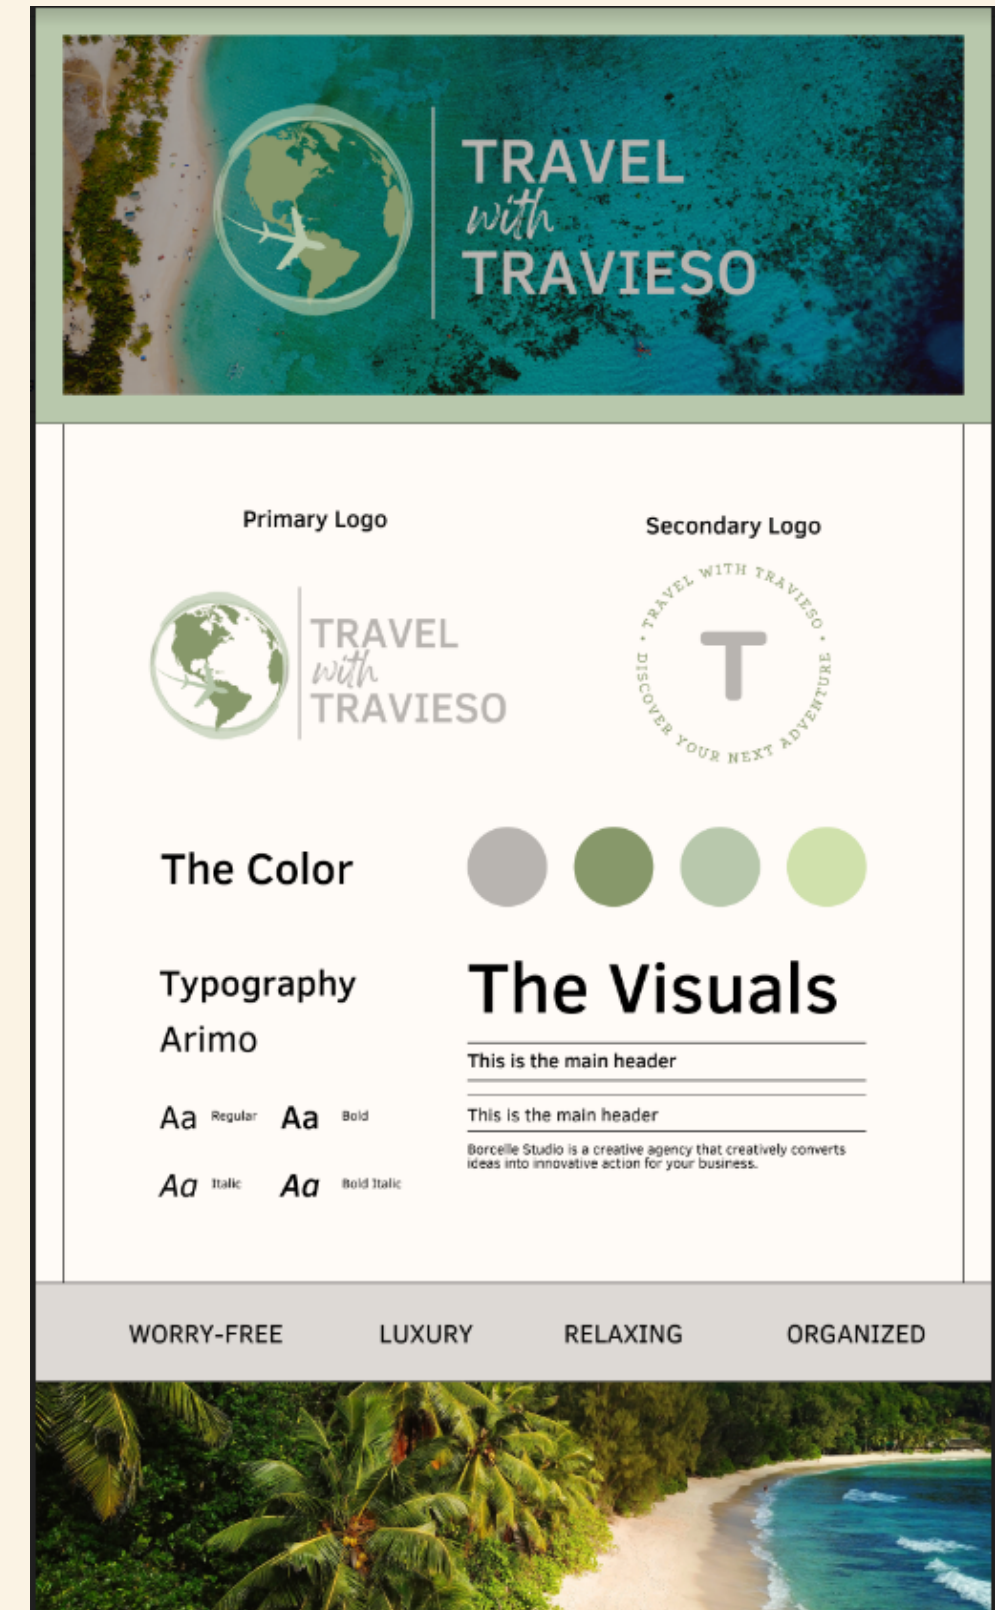 TRAVEL
with
TRAVIESO
Primary Logo
Secondary Logo
TRAVEL
with
TRAVIESO
• TRAVEL WITH TRAVIESO •
T
DISCOVER YOUR NEXT ADVENTURE
The Color
Typography
Arimo
Aa Regular Aa Bold
Aa Italic Aa Bold Italic
The Visuals
This is the main header
This is the main header
Borcelle Studio is a creative agency that creatively converts
ideas into innovative action for your business.
WORRY-FREE LUXURY RELAXING ORGANIZED